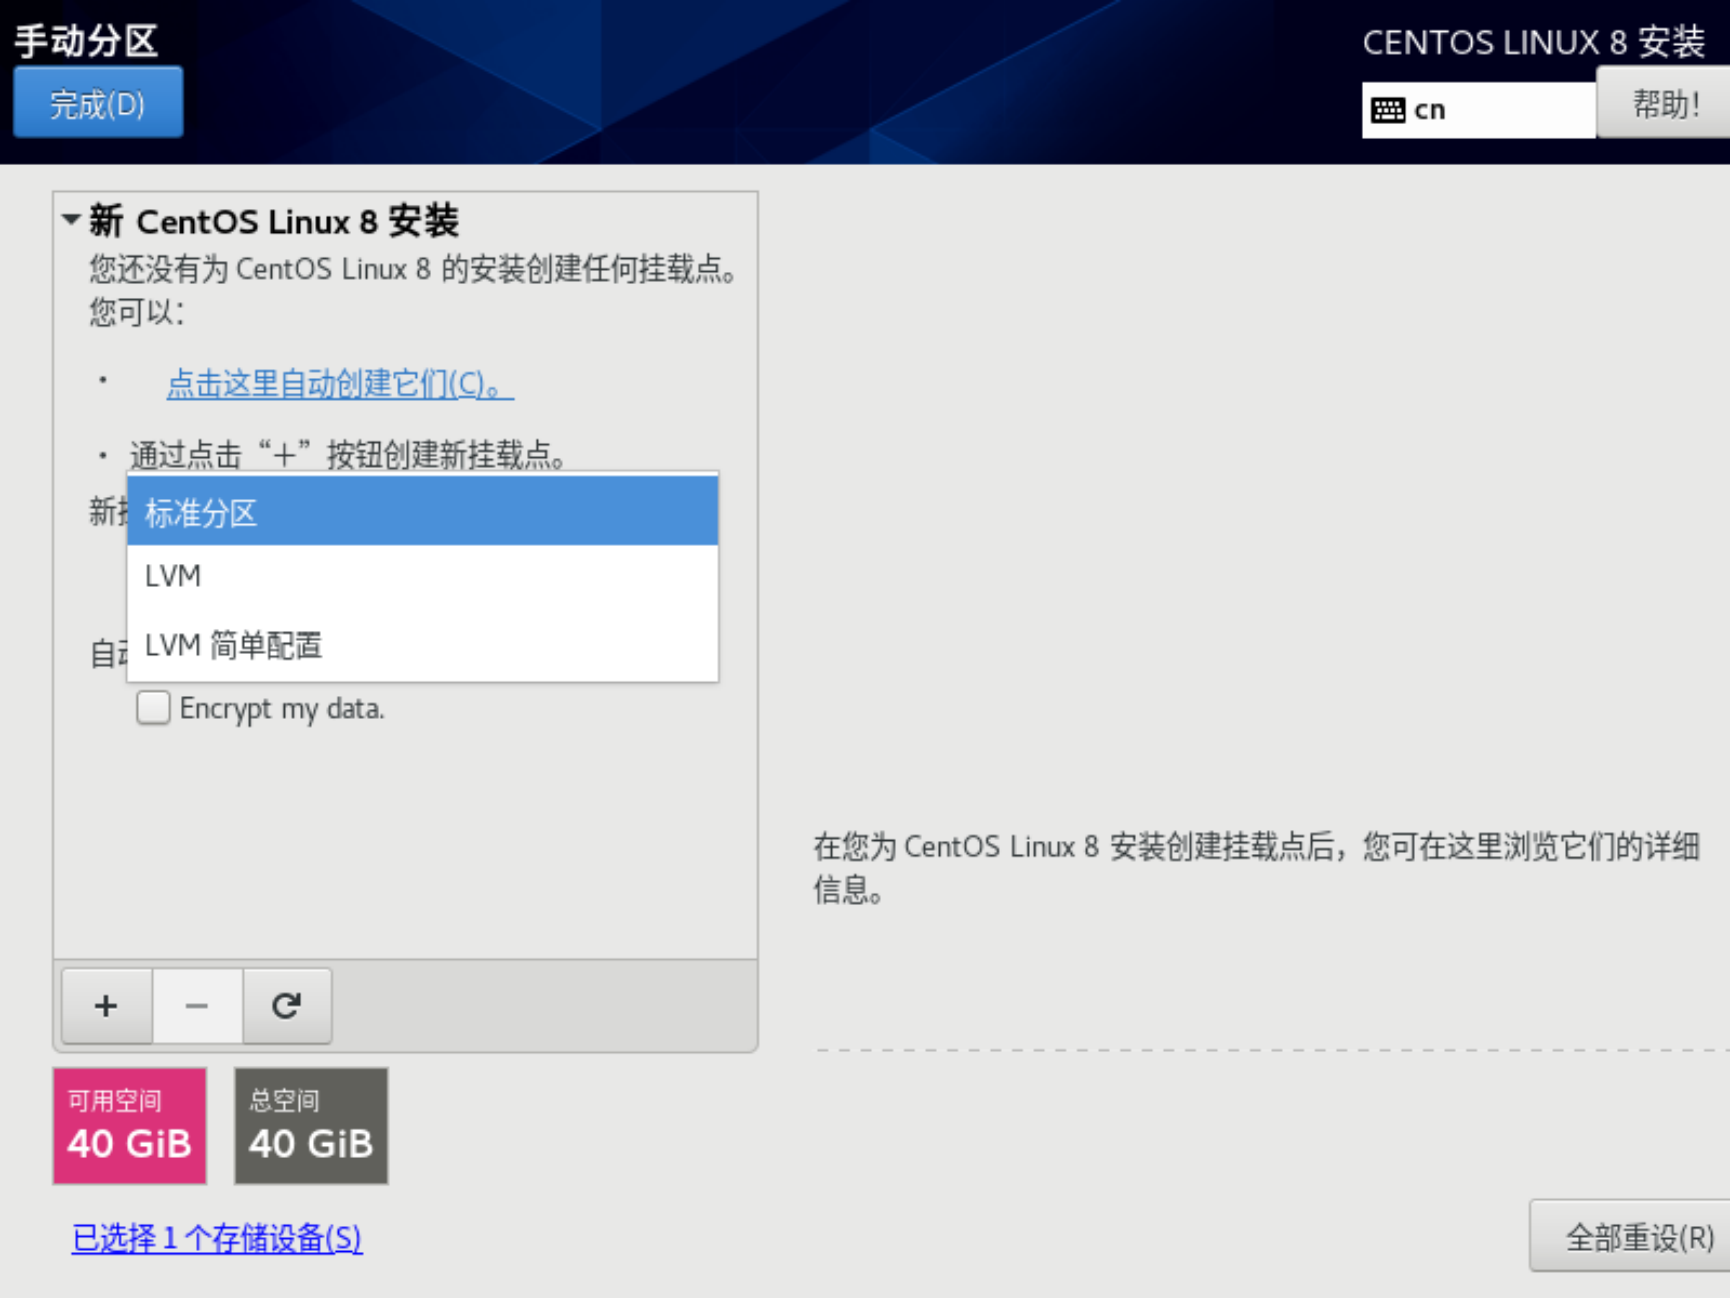 手动分区
完成(D)
CENTOS LINUX 8 安装
cn
帮助!
新 CentOS Linux 8 安装
您还没有为 CentOS Linux 8 的安装创建任何挂载点。
您可以：
· 点击这里自动创建它们(C)。
· 通过点击“+”按钮创建新挂载点。
新
标准分区
LVM
自
LVM 简单配置
Encrypt my data.
在您为 CentOS Linux 8 安装创建挂载点后，您可在这里浏览它们的详细
信息。
+ −
可用空间
40 GiB
总空间
40 GiB
已选择 1 个存储设备(S)
全部重设(R)